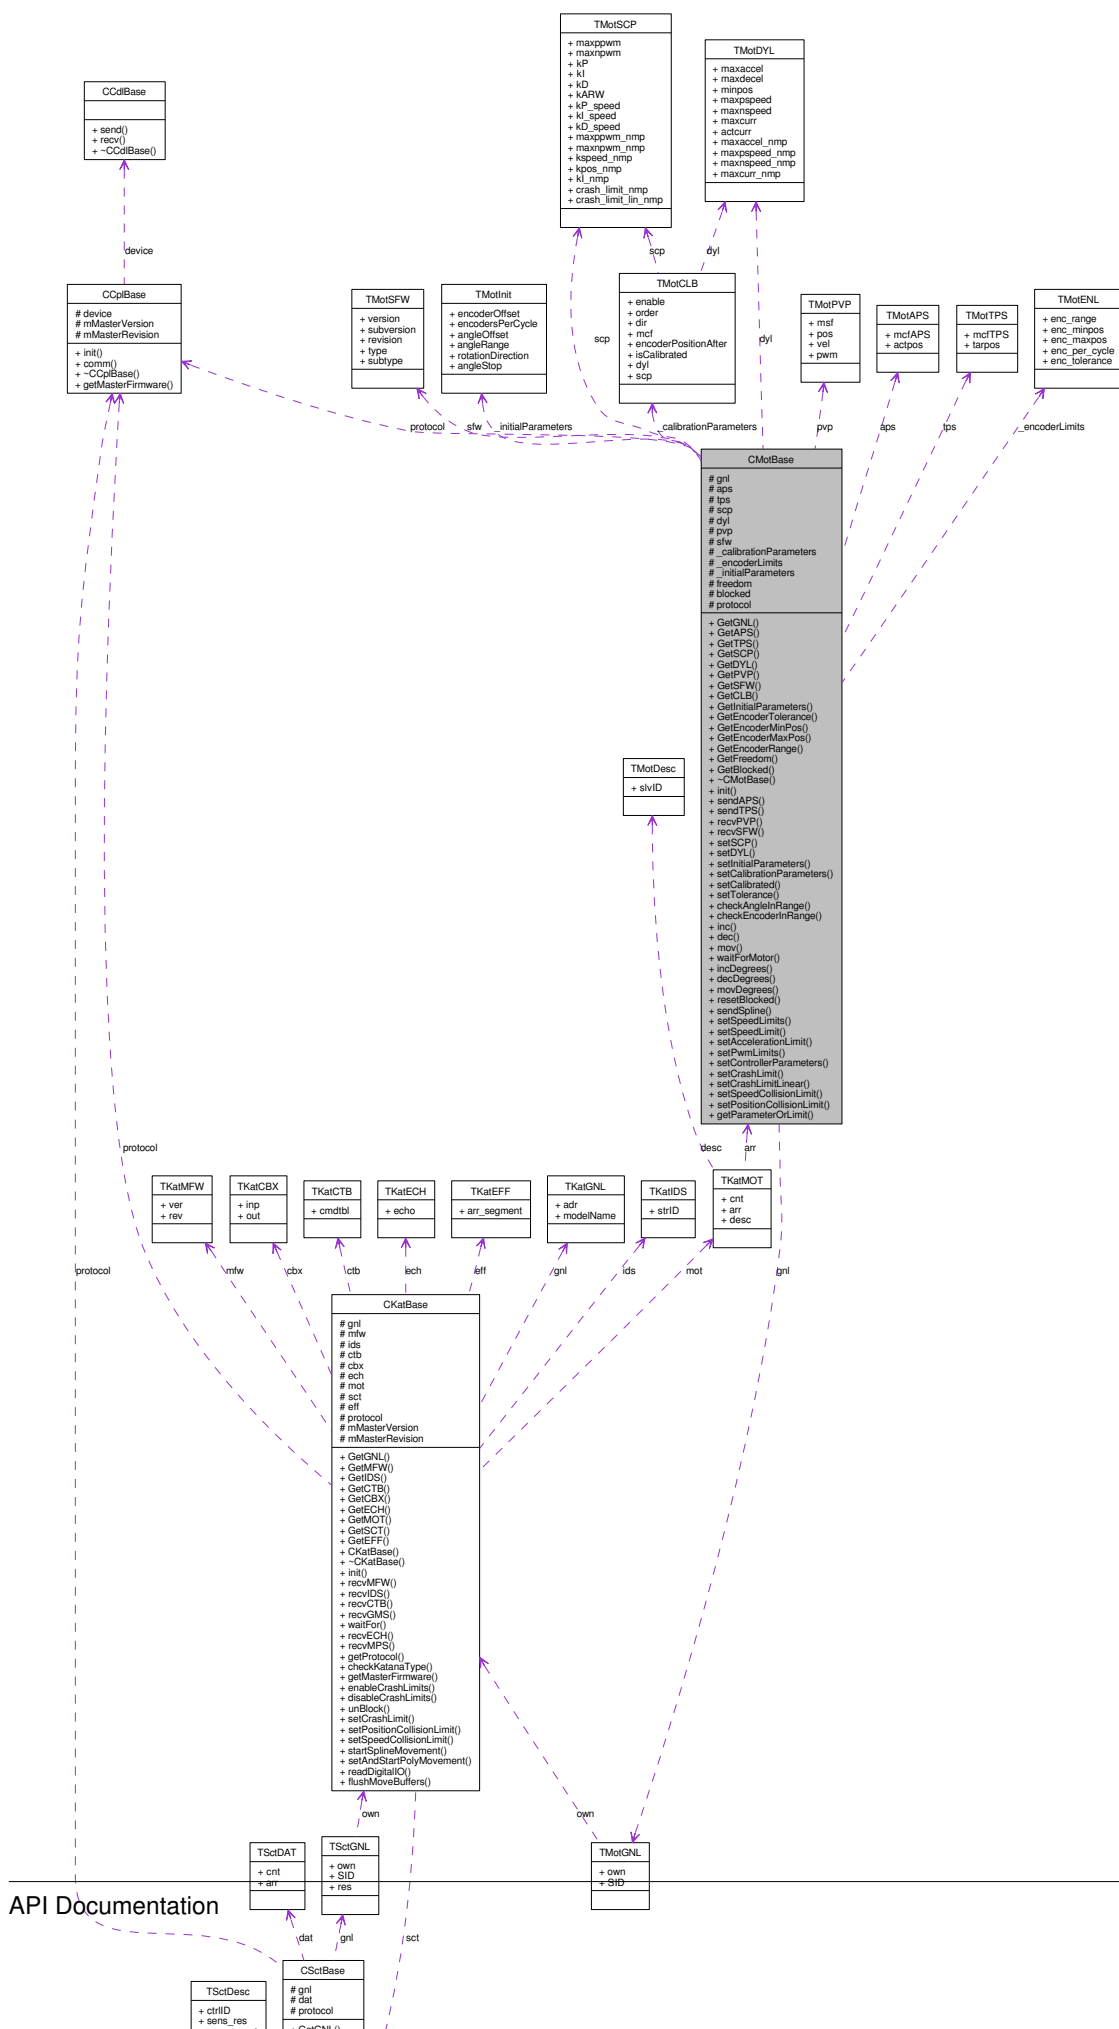 TMotSCP
+ maxppwm
+ maxnpwm
+ kP
+ kI
+ kD
+ kARW
+ kP_speed
+ kI_speed
+ kD_speed
+ maxppwm_nmp
+ maxnpwm_nmp
+ kspeed_nmp
+ kpos_nmp
+ kI_nmp
+ crash_limit_nmp
+ crash_limit_lin_nmp
TMotDYL
+ maxaccel
+ maxdecel
+ minpos
+ maxpspeed
+ maxnspeed
+ maxcurr
+ actcurr
+ maxaccel_nmp
+ maxpspeed_nmp
+ maxnspeed_nmp
+ maxcurr_nmp
CCdlBase
+ send()
+ recv()
+ ~CCdlBase()
device
scp
dyl
CCplBase
# device
# mMasterVersion
# mMasterRevision
+ init()
+ comm()
+ ~CCplBase()
+ getMasterFirmware()
TMotSFW
+ version
+ subversion
+ revision
+ type
+ subtype
TMotInit
+ encoderOffset
+ encodersPerCycle
+ angleOffset
+ angleRange
+ rotationDirection
+ angleStop
scp
TMotCLB
+ enable
+ order
+ dir
+ mcf
+ encoderPositionAfter
+ isCalibrated
+ dyl
+ scp
dyl
TMotPVP
+ msf
+ pos
+ vel
+ pwm
TMotAPS
+ mcfAPS
+ actpos
TMotTPS
+ mcfTPS
+ tarpos
TMotENL
+ enc_range
+ enc_minpos
+ enc_maxpos
+ enc_per_cycle
+ enc_tolerance
protocol
sfw
_initialParameters
_calibrationParameters
pvp
aps
tps
_encoderLimits
CMotBase
# gnl
# aps
# tps
# scp
# dyl
# pvp
# sfw
# _calibrationParameters
# _encoderLimits
# _initialParameters
# freedom
# blocked
# protocol
+ GetGNL()
+ GetAPS()
+ GetTPS()
+ GetSCP()
+ GetDYL()
+ GetPVP()
+ GetSFW()
+ GetCLB()
+ GetInitialParameters()
+ GetEncoderTolerance()
+ GetEncoderMinPos()
+ GetEncoderMaxPos()
+ GetEncoderRange()
+ GetFreedom()
+ GetBlocked()
+ ~CMotBase()
+ init()
+ sendAPS()
+ sendTPS()
+ recvPVP()
+ recvSFW()
+ setSCP()
+ setDYL()
+ setInitialParameters()
+ setCalibrationParameters()
+ setCalibrated()
+ setTolerance()
+ checkAngleInRange()
+ checkEncoderInRange()
+ inc()
+ dec()
+ mov()
+ waitForMotor()
+ incDegrees()
+ decDegrees()
+ movDegrees()
+ resetBlocked()
+ sendSpline()
+ setSpeedLimits()
+ setSpeedLimit()
+ setAccelerationLimit()
+ setPwmLimits()
+ setControllerParameters()
+ setCrashLimit()
+ setCrashLimitLinear()
+ setSpeedCollisionLimit()
+ setPositionCollisionLimit()
+ getParameterOrLimit()
TMotDesc
+ slvID
protocol
desc
arr
TKatMFW
+ ver
+ rev
TKatCBX
+ inp
+ out
TKatCTB
+ cmdtbl
TKatECH
+ echo
TKatEFF
+ arr_segment
TKatGNL
+ adr
+ modelName
TKatIDS
+ strID
TKatMOT
+ cnt
+ arr
+ desc
protocol
mfw
cbx
ctb
ech
eff
gnl
ids
mot
gnl
CKatBase
# gnl
# mfw
# ids
# ctb
# cbx
# ech
# mot
# sct
# eff
# protocol
# mMasterVersion
# mMasterRevision
+ GetGNL()
+ GetMFW()
+ GetIDS()
+ GetCTB()
+ GetCBX()
+ GetECH()
+ GetMOT()
+ GetSCT()
+ GetEFF()
+ CKatBase()
+ ~CKatBase()
+ init()
+ recvMFW()
+ recvIDS()
+ recvCTB()
+ recvGMS()
+ waitFor()
+ recvECH()
+ recvMPS()
+ getProtocol()
+ checkKatanaType()
+ getMasterFirmware()
+ enableCrashLimits()
+ disableCrashLimits()
+ unBlock()
+ setCrashLimit()
+ setPositionCollisionLimit()
+ setSpeedCollisionLimit()
+ startSplineMovement()
+ setAndStartPolyMovement()
+ readDigitalIO()
+ flushMoveBuffers()
own
own
TSctDAT
+ cnt
+ arr
TSctGNL
+ own
+ SID
+ res
TMotGNL
+ own
+ SID
API Documentation
dat
gnl
sct
CSctBase
# gnl
# dat
# protocol
+ GetGNL()
TSctDesc
+ ctrlID
+ sens_res